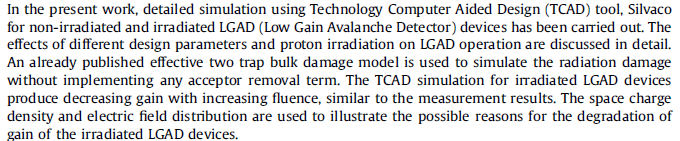 In the present work, detailed simulation using Technology Computer Aided Design (TCAD) tool, Silvaco
for non-irradiated and irradiated LGAD (Low Gain Avalanche Detector) devices has been carried out. The
effects of different design parameters and proton irradiation on LGAD operation are discussed in detail.
An already published effective two trap bulk damage model is used to simulate the radiation damage
without implementing any acceptor removal term. The TCAD simulation for irradiated LGAD devices
produce decreasing gain with increasing fluence, similar to the measurement results. The space charge
density and electric field distribution are used to illustrate the possible reasons for the degradation of
gain of the irradiated LGAD devices.